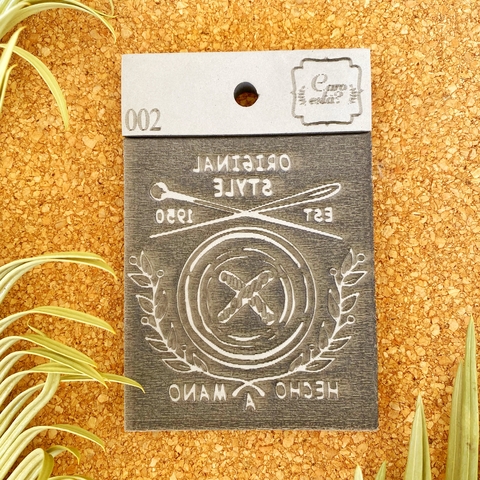 002
ORIGINAL
STYLE
EST 1950
HECHO A MANO